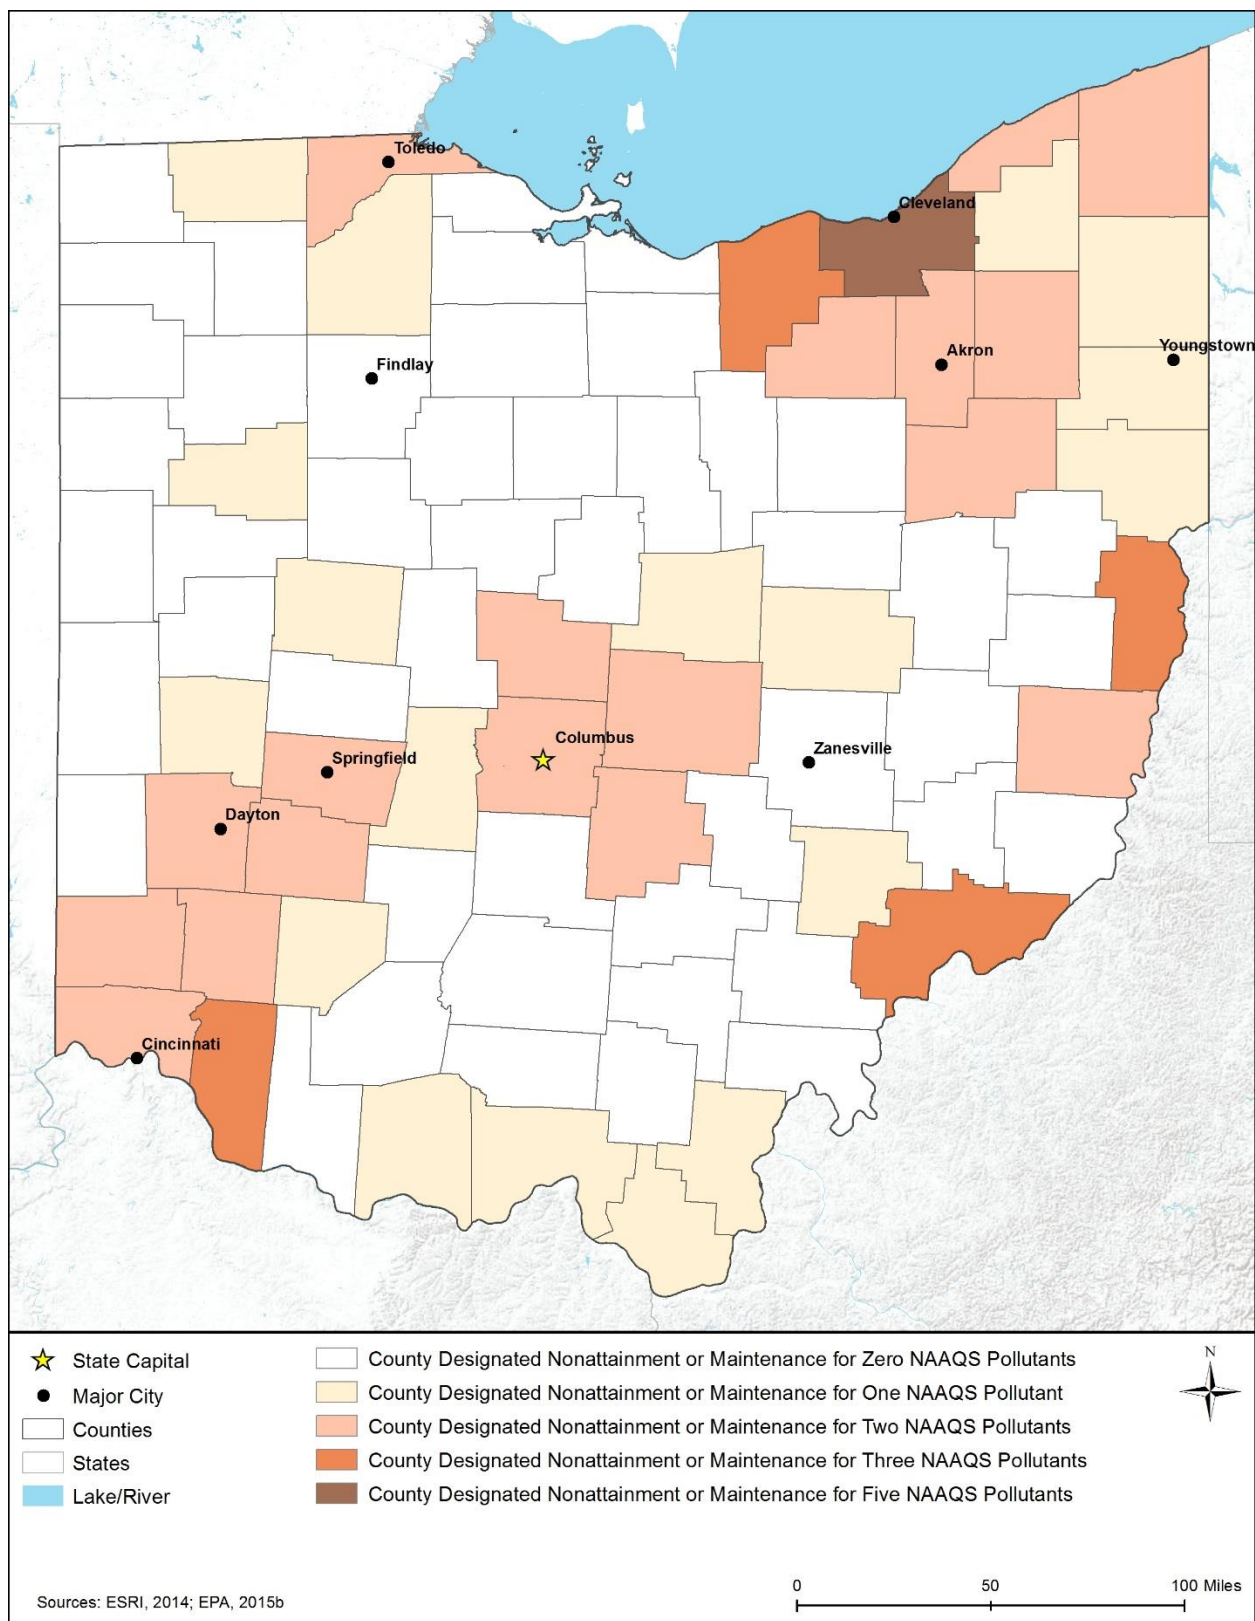 Toledo
Cleveland
Youngstown
Akron
Findlay
Columbus
Springfield
Zanesville
Dayton
Cincinnati
State Capital
Major City
Counties
States
Lake/River
County Designated Nonattainment or Maintenance for Zero NAAQS Pollutants
County Designated Nonattainment or Maintenance for One NAAQS Pollutant
County Designated Nonattainment or Maintenance for Two NAAQS Pollutants
County Designated Nonattainment or Maintenance for Three NAAQS Pollutants
County Designated Nonattainment or Maintenance for Five NAAQS Pollutants
N
0 50 100 Miles
Sources: ESRI, 2014; EPA, 2015b